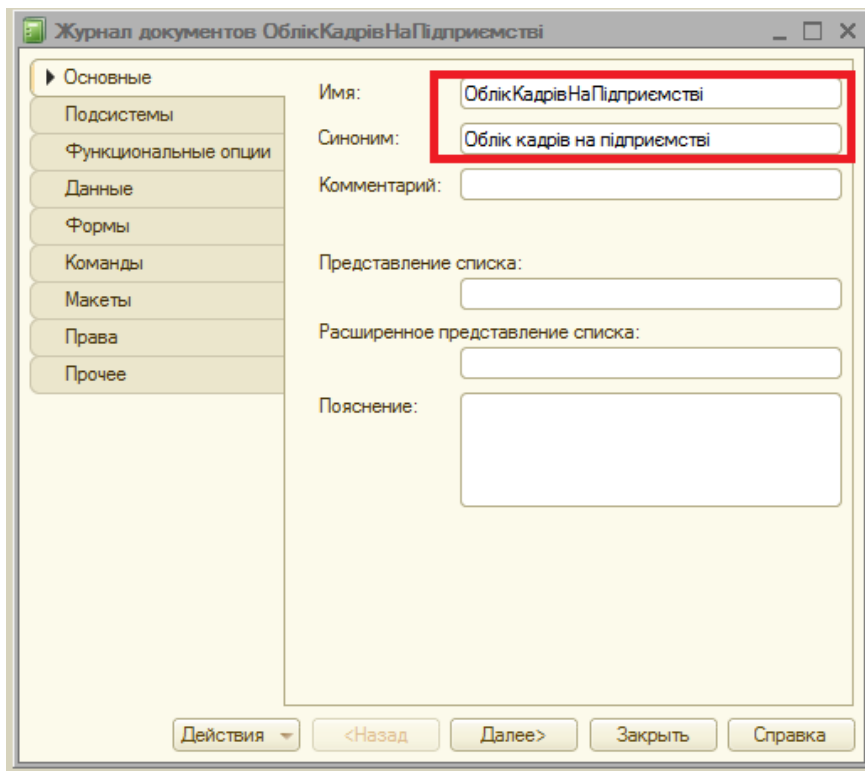 Журнал документов ОблікКадрівНаПідприємстві
Основные
Подсистемы
Функциональные опции
Данные
Формы
Команды
Макеты
Права
Прочее
Имя: ОблікКадрівНаПідприємстві
Синоним: Облік кадрів на підприємстві
Комментарий:
Представление списка:
Расширенное представление списка:
Пояснение:
Действия <Назад Далее> Закрыть Справка